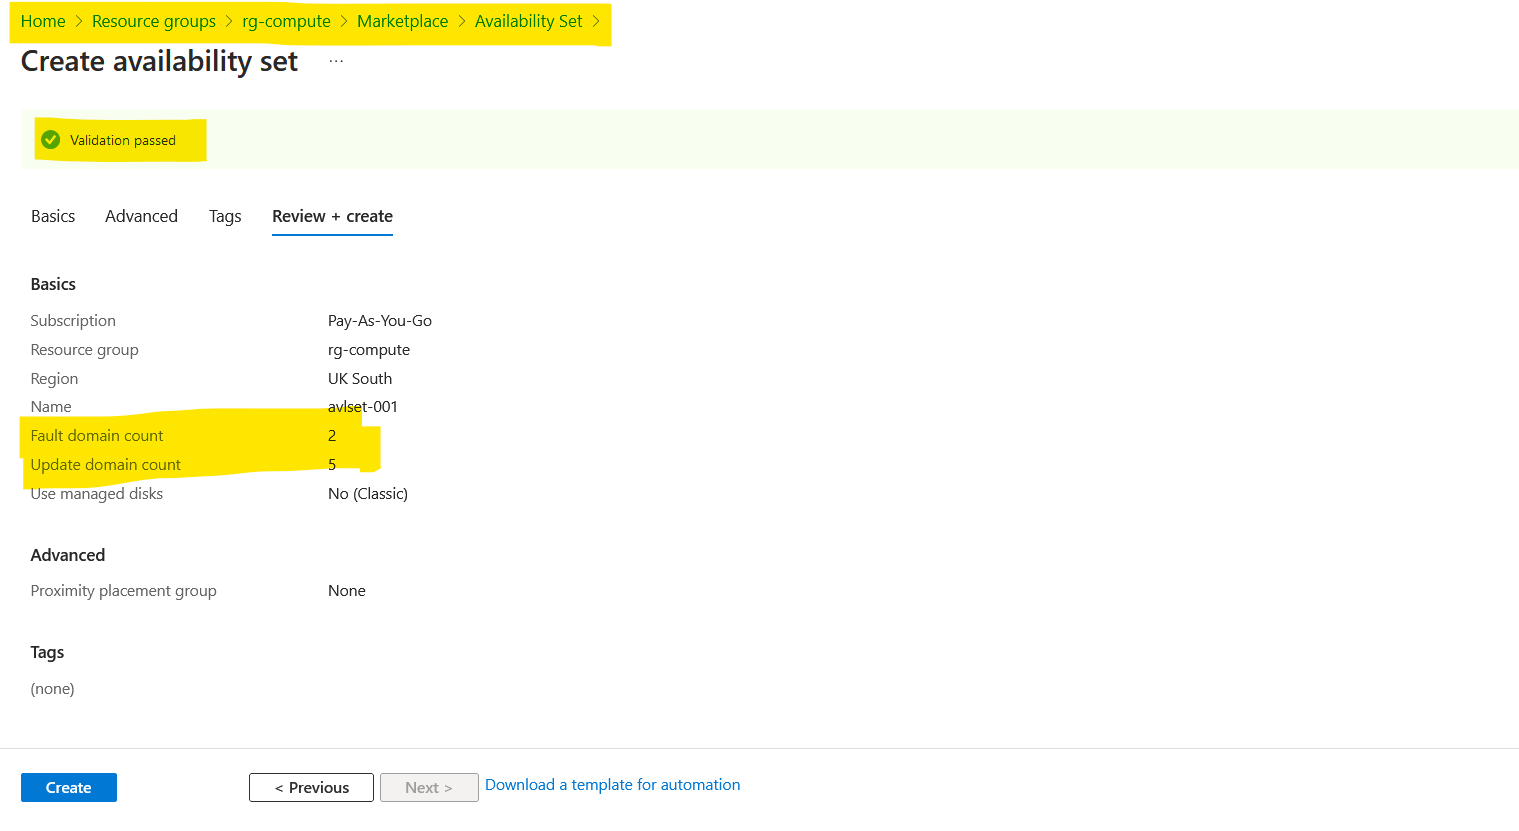 Home > Resource groups > rg-compute > Marketplace > Availability Set >
Create availability set ...
Validation passed
Basics Advanced Tags Review + create
Basics
Subscription Pay-As-You-Go
Resource group rg-compute
Region UK South
Name avlset-001
Fault domain count 2
Update domain count 5
Use managed disks No (Classic)
Advanced
Proximity placement group None
Tags
(none)
Create < Previous Next > Download a template for automation